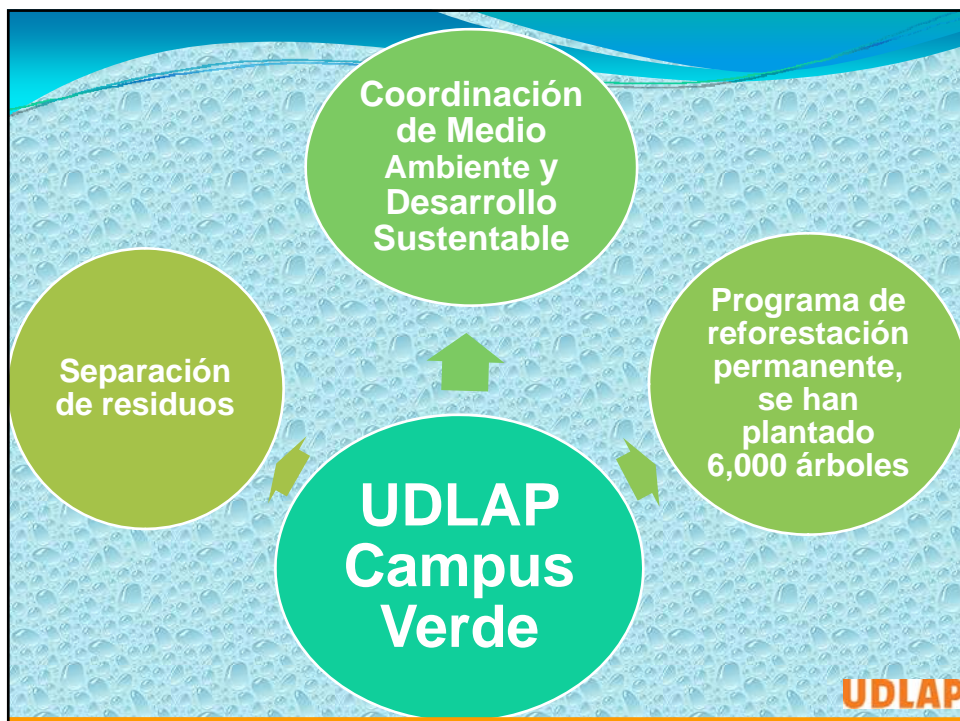 Coordinación
de Medio
Ambiente y
Desarrollo
Sustentable
Separación
de residuos
Programa de
reforestación
permanente,
se han
plantado
6,000 árboles
UDLAP
Campus
Verde
UDLAP